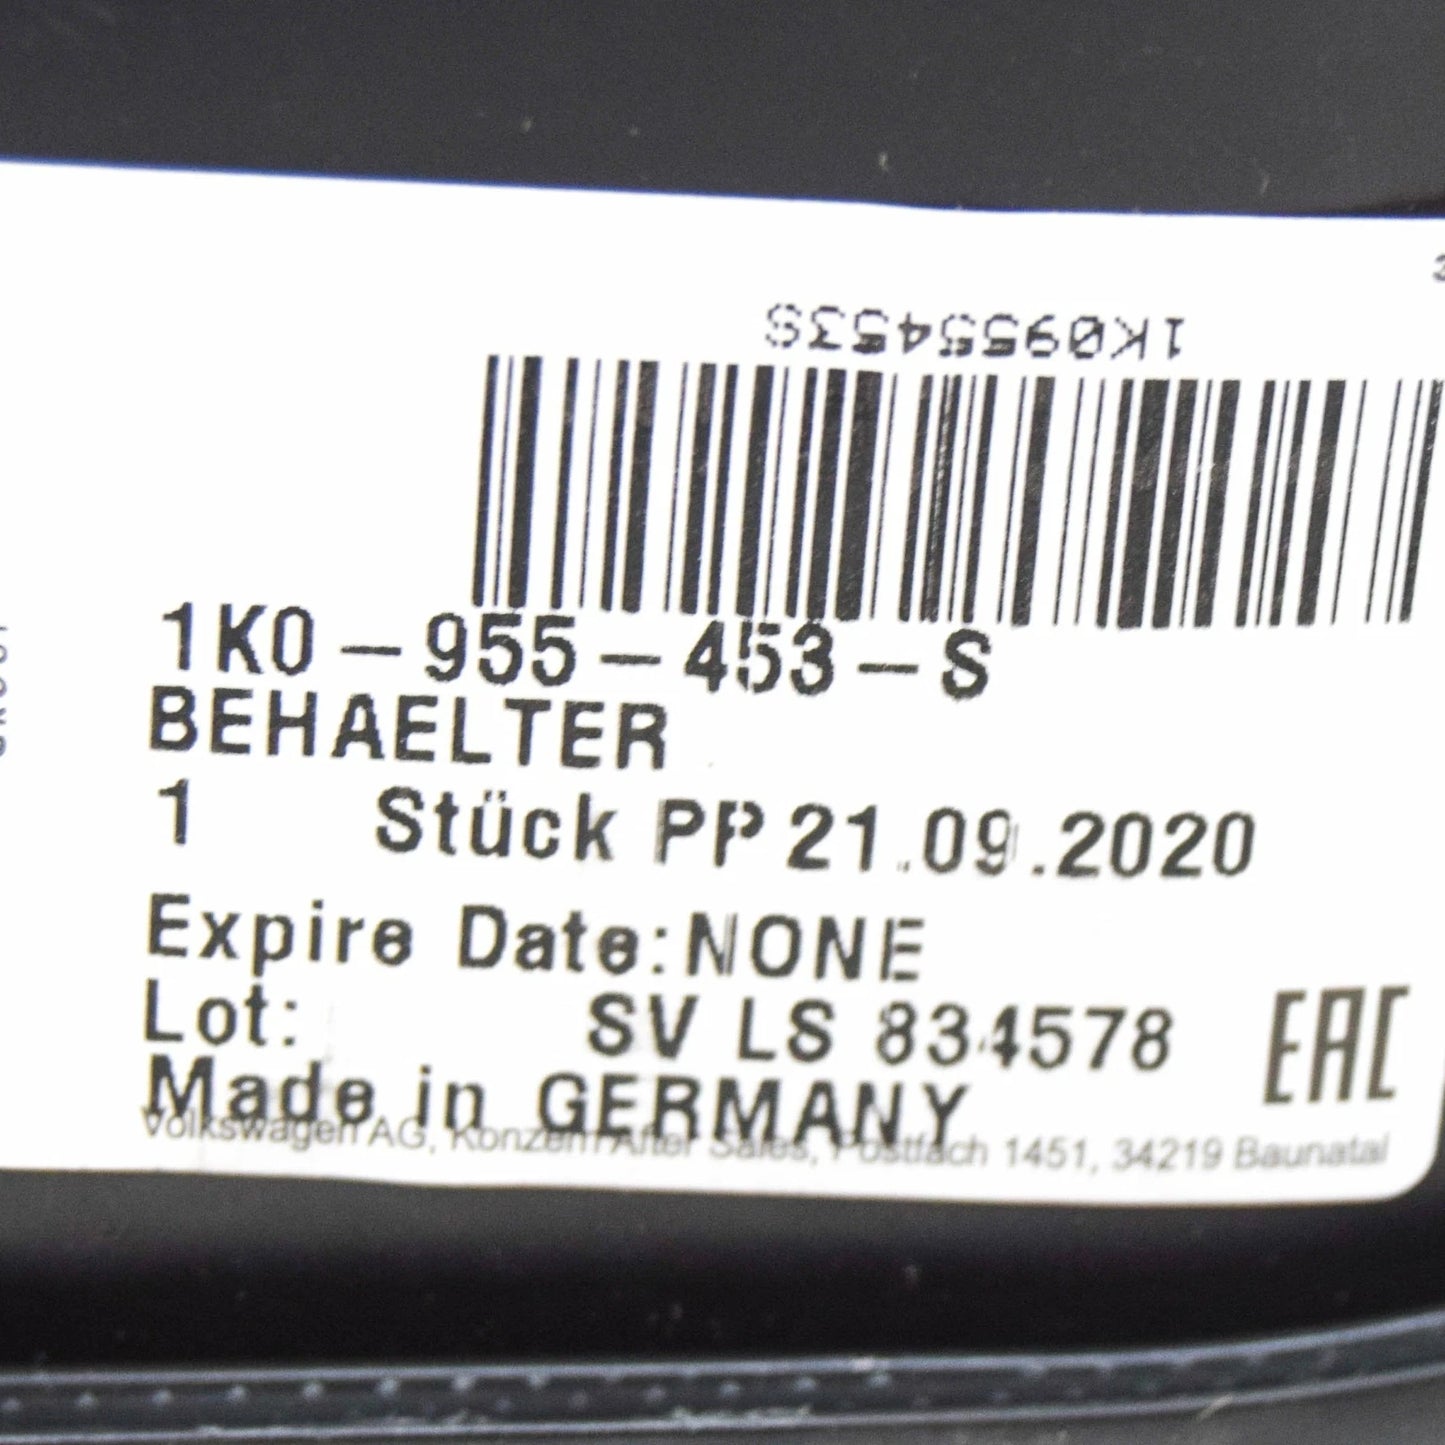 1K0955453S
1K0-955-453-S
BEHAELTER
1 Stück PP 21.09.2020
Expire Date:NONE
Lot: SV LS 834578
EAC
Made in GERMANY
Volkswagen AG, Konzern After Sales, Postfach 1451, 34219 Baunatal